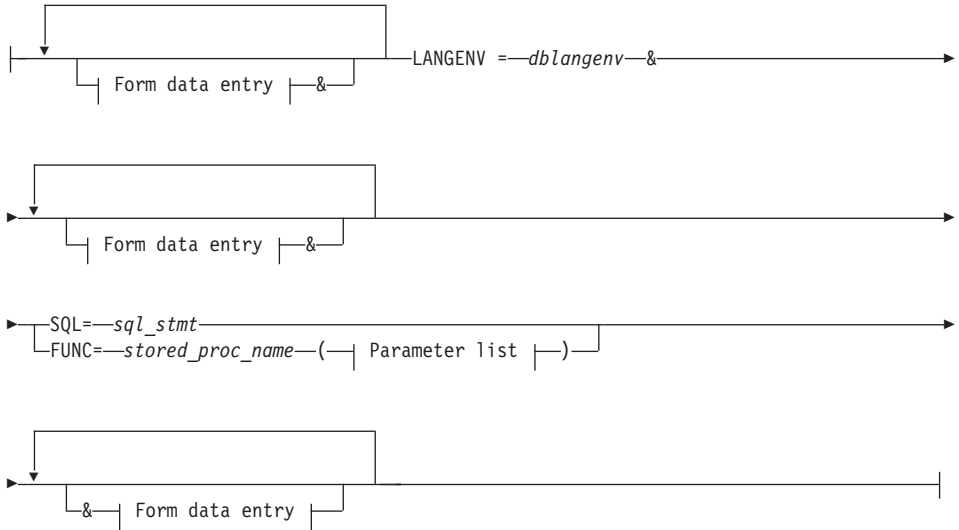 LANGENV = dblangenv &
Form data entry &
Form data entry &
SQL= sql_stmt
FUNC= stored_proc_name ( Parameter list )
& Form data entry